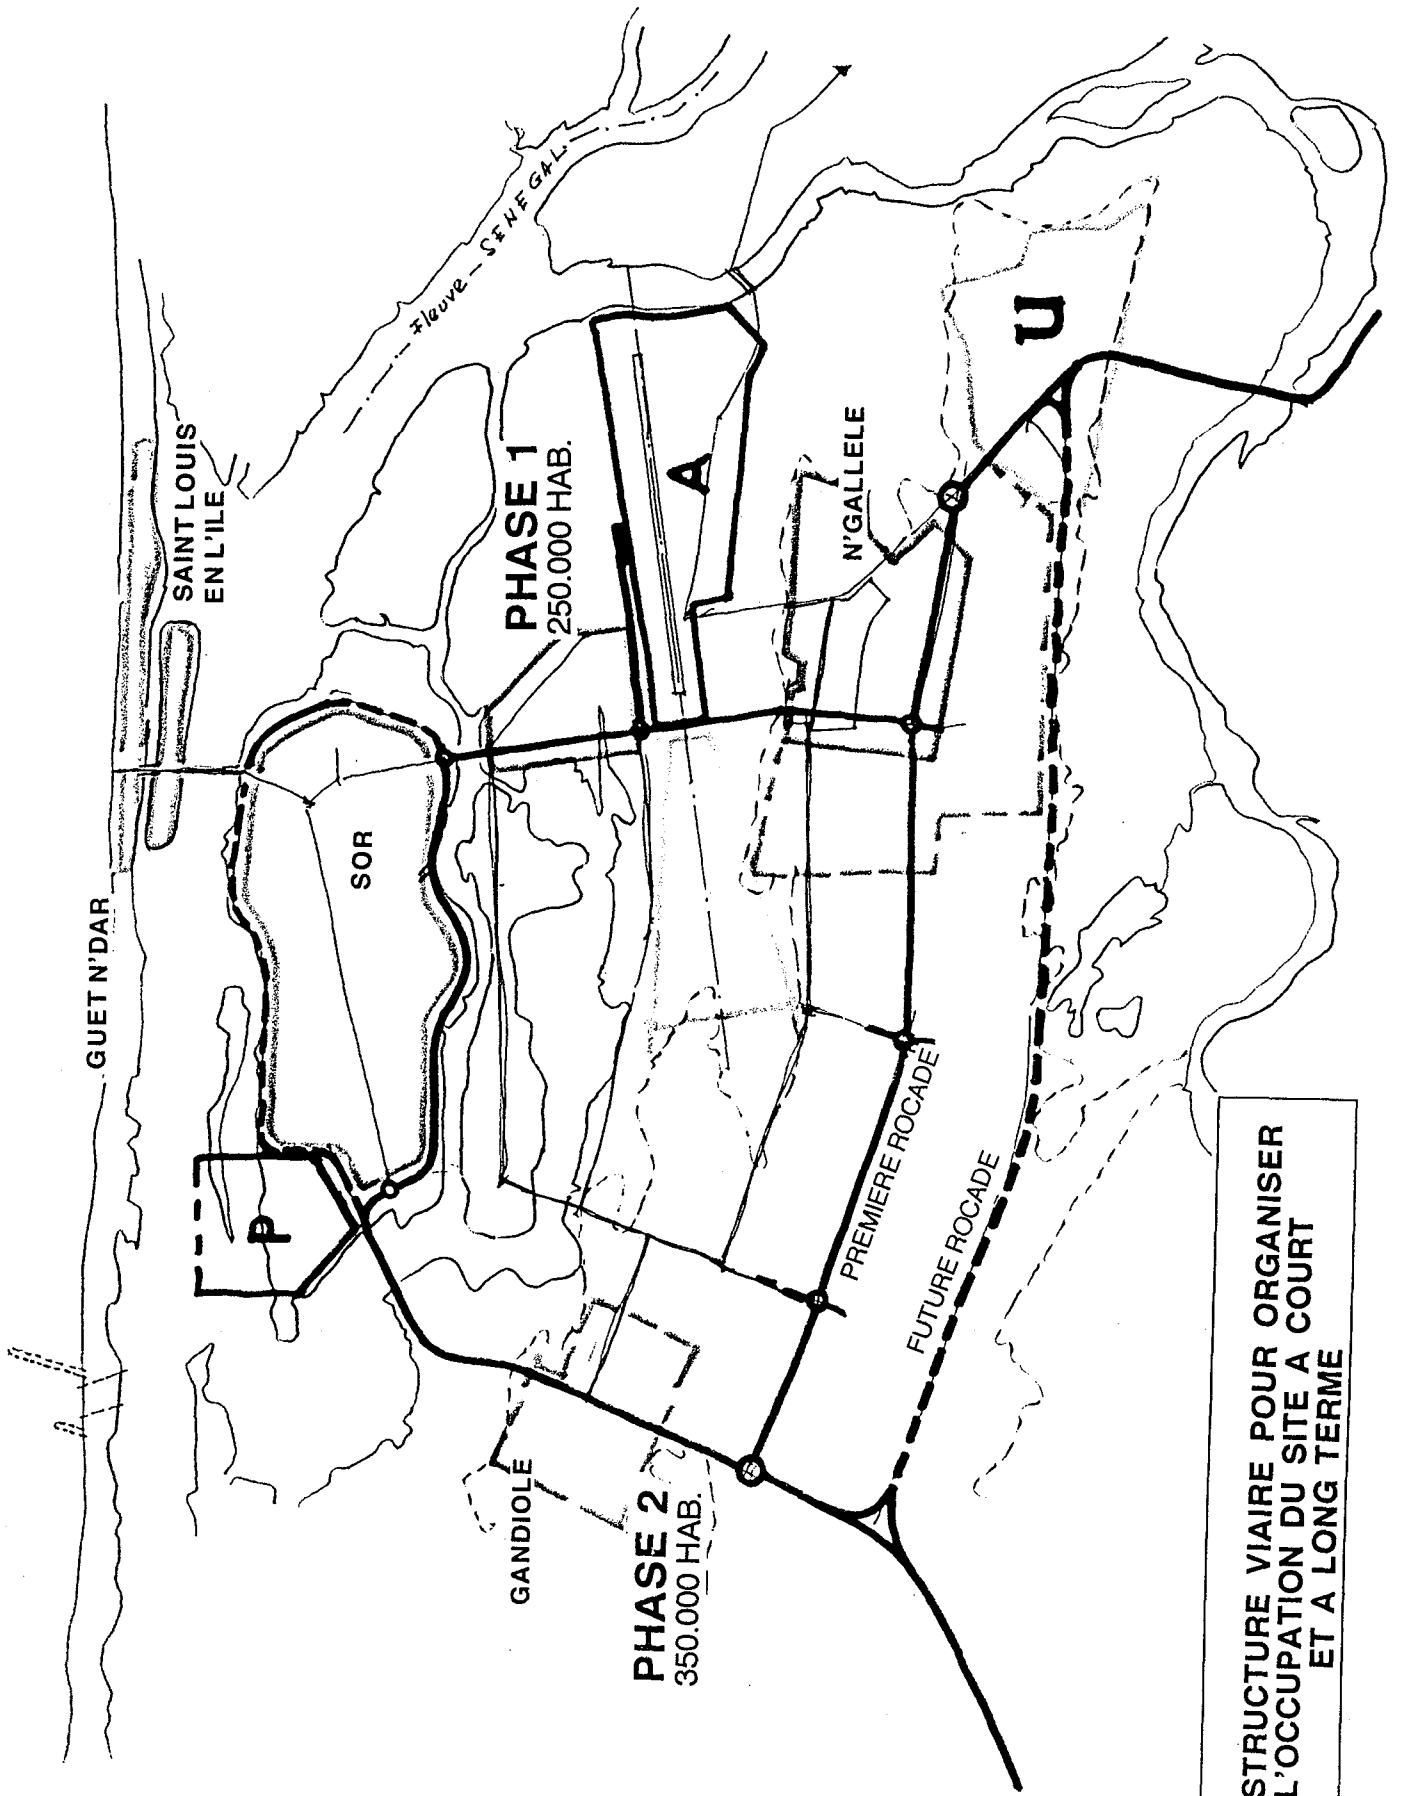 GUET N'DAR
SAINT LOUIS
EN L'ILE
Fleuve - SENEGAL
SOR
P
PHASE 1
250.000 HAB.
A
N'GALLELE
U
GANDIOLE
PHASE 2
350.000 HAB.
PREMIERE ROCADE
FUTURE ROCADE
STRUCTURE VIAIRE POUR ORGANISER
L'OCCUPATION DU SITE A COURT
ET A LONG TERME